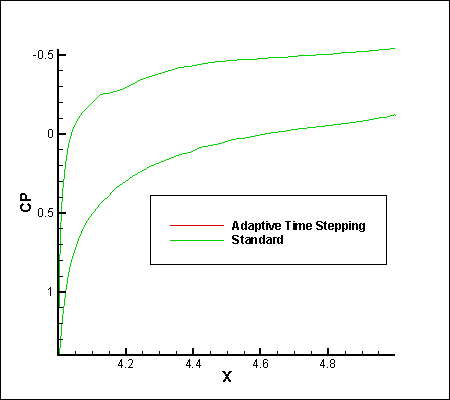 -0.5
0
0.5
1
CP
Adaptive Time Stepping
Standard
4.2 4.4 4.6 4.8
X